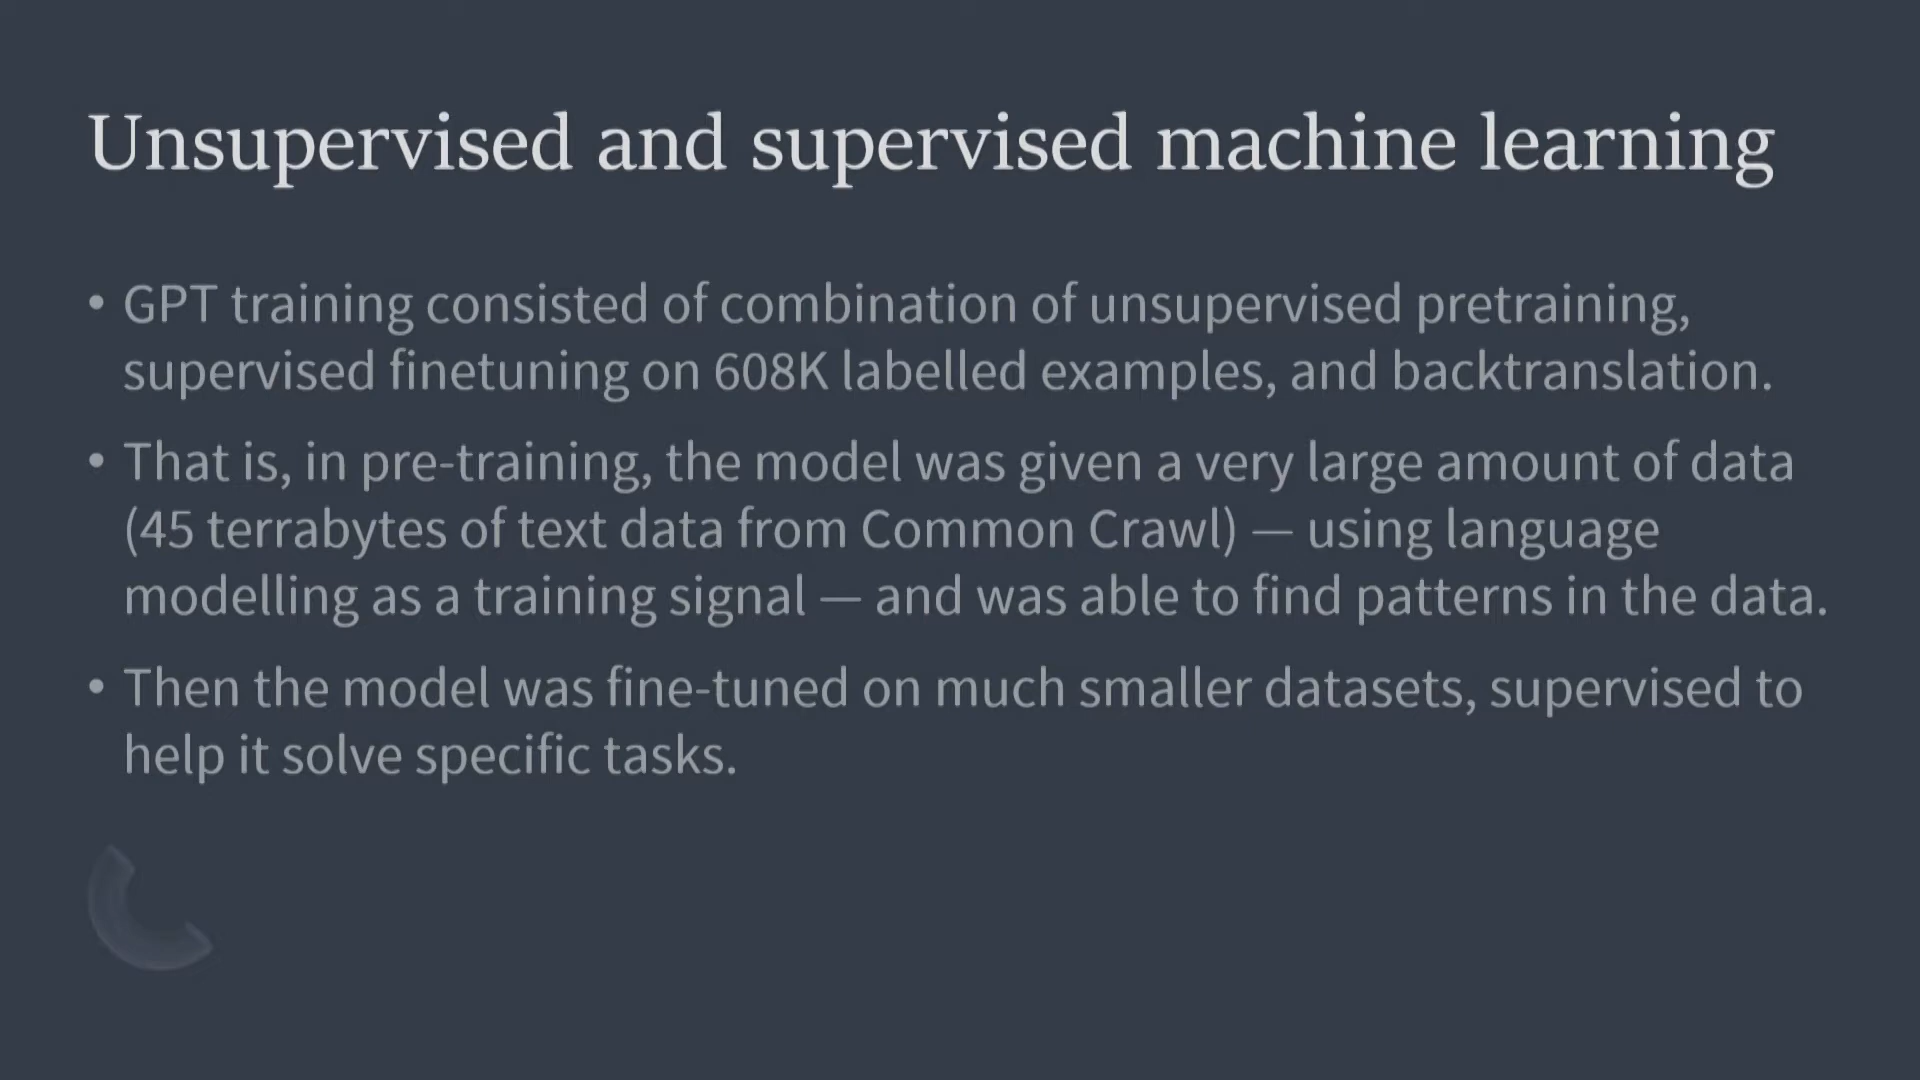 Unsupervised and supervised machine learning
• GPT training consisted of combination of unsupervised pretraining,
supervised finetuning on 608K labelled examples, and backtranslation.
• That is, in pre-training, the model was given a very large amount of data
(45 terrabytes of text data from Common Crawl) — using language
modelling as a training signal — and was able to find patterns in the data.
• Then the model was fine-tuned on much smaller datasets, supervised to
help it solve specific tasks.